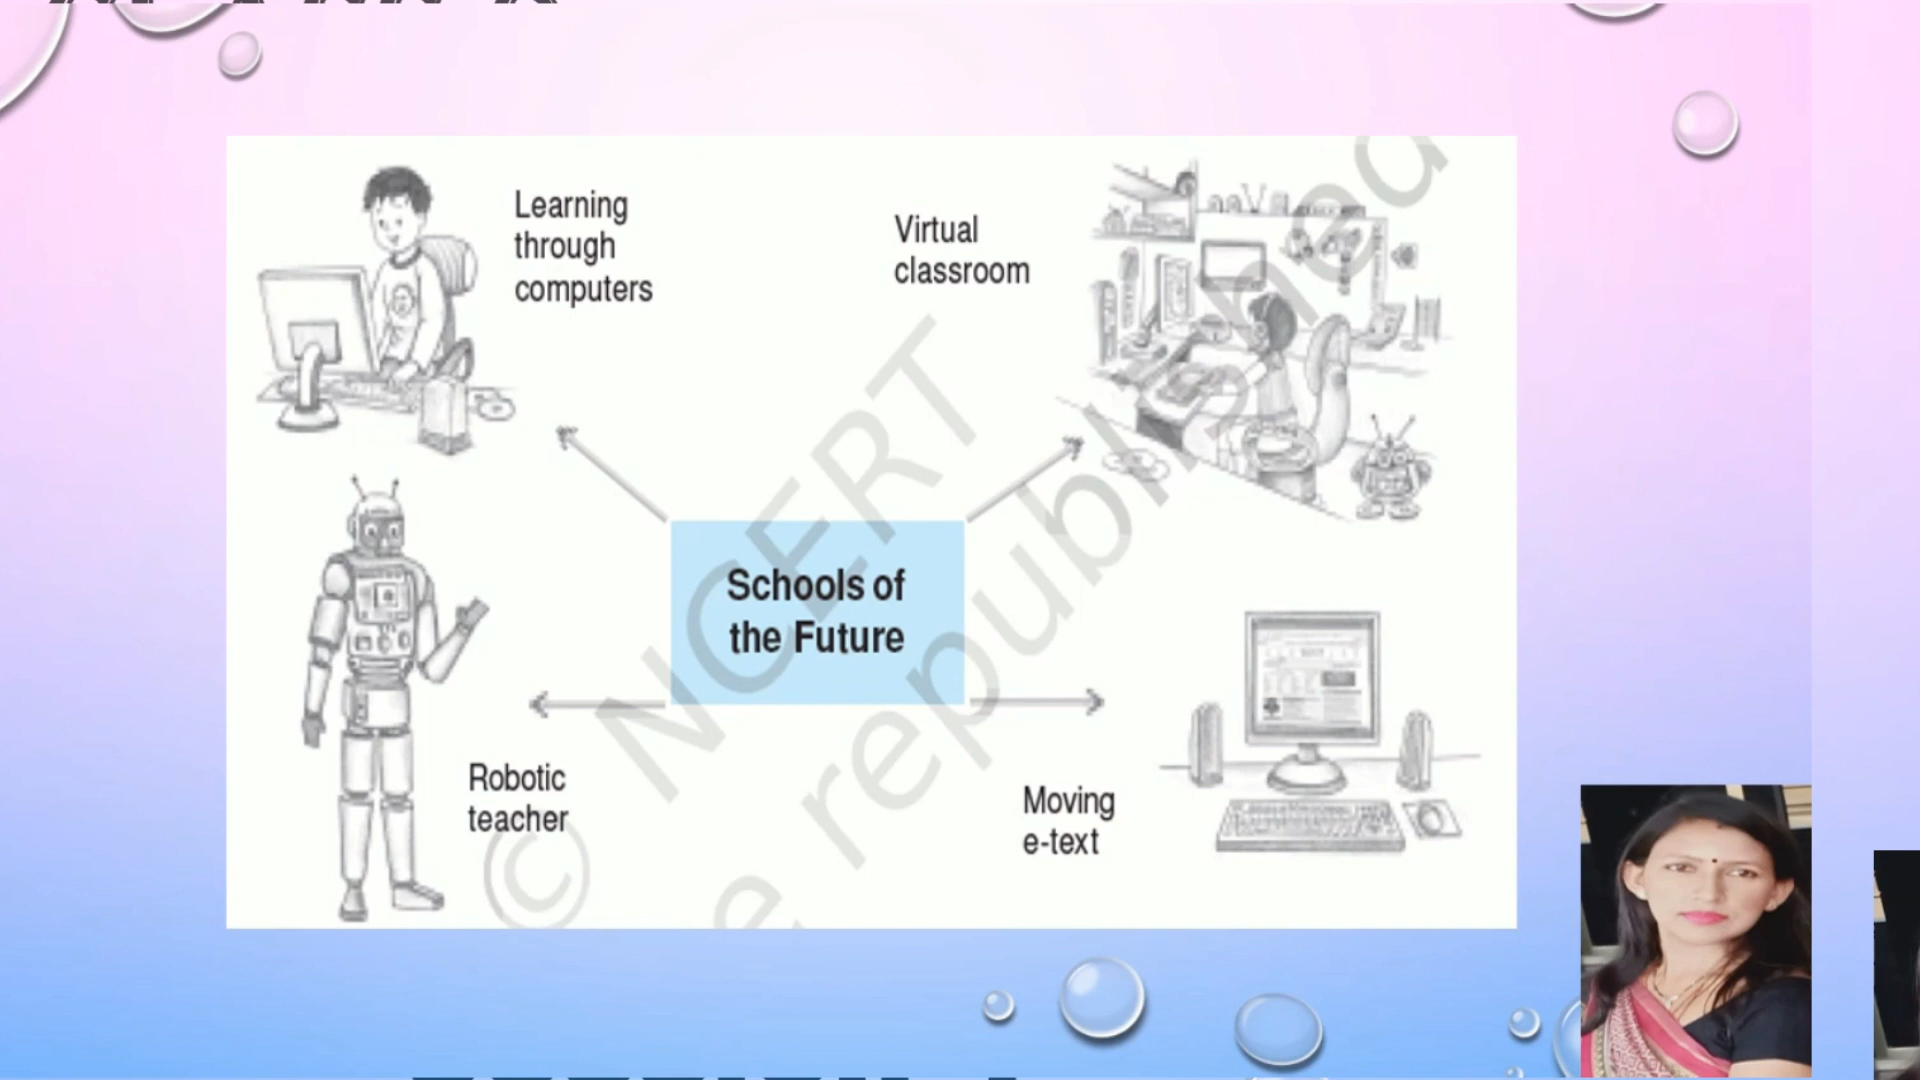 Learning
through
computers
Virtual
classroom
Schools of
the Future
Robotic
teacher
Moving
e-text
© NCERT
republished